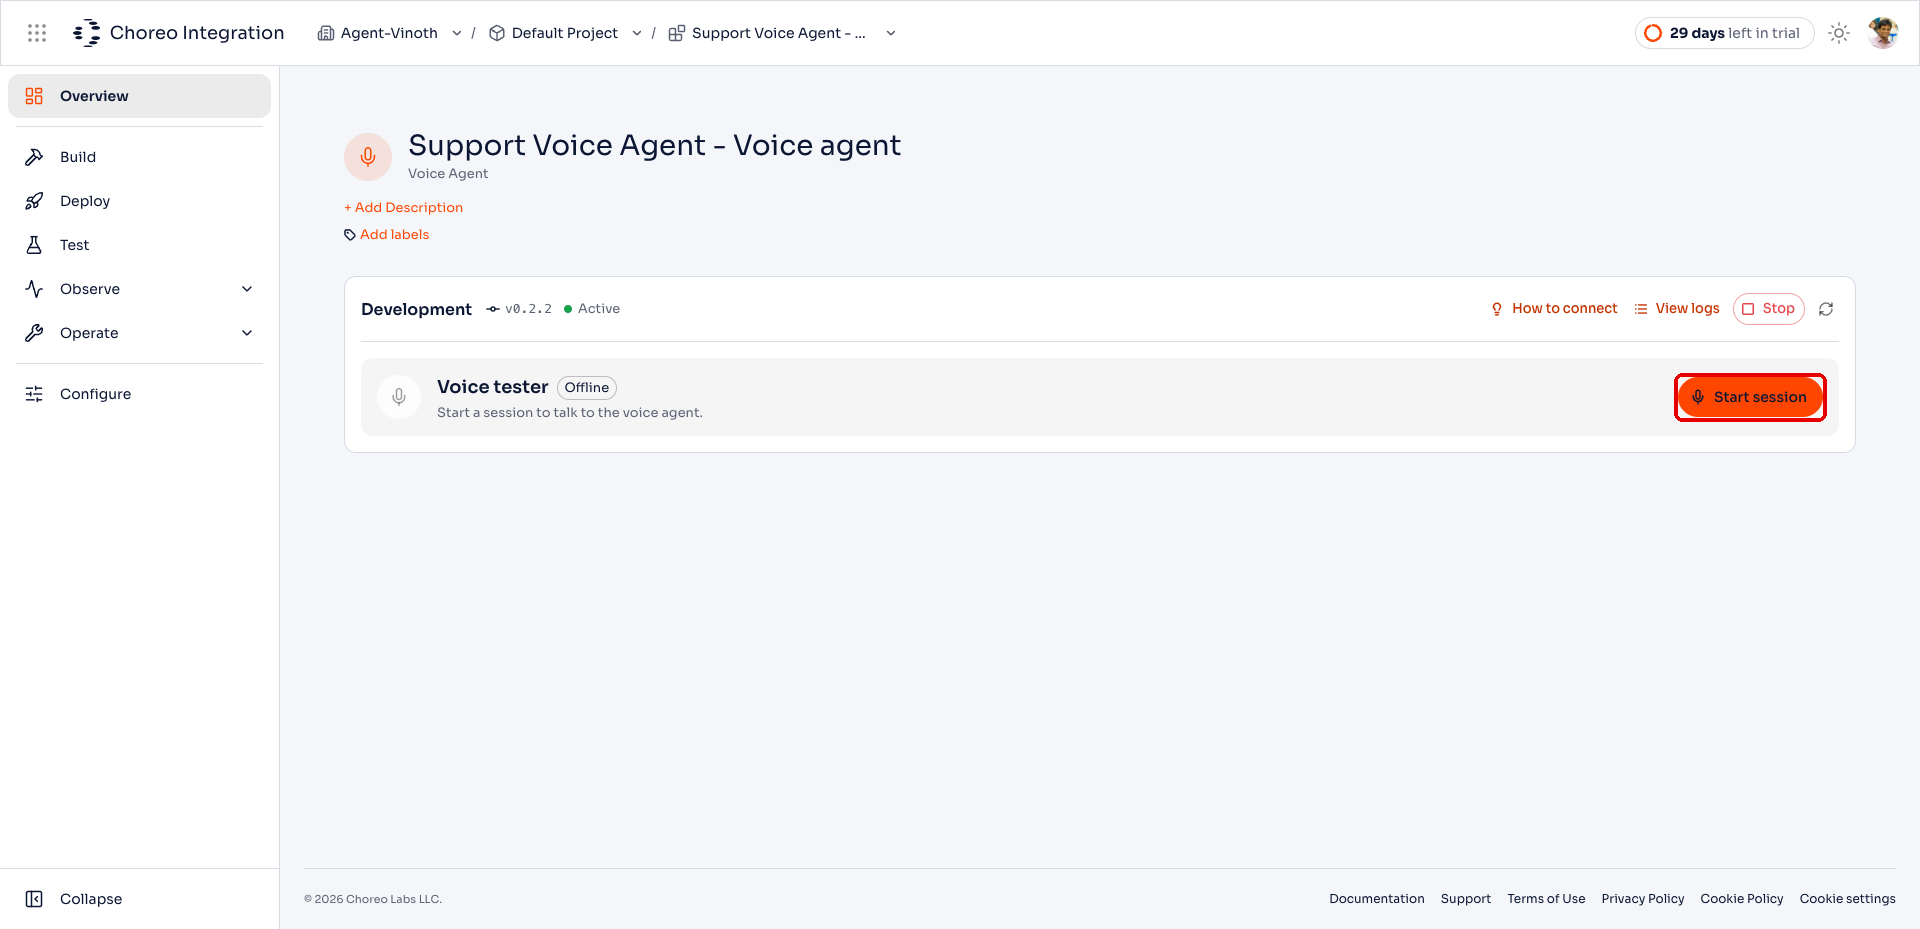 Choreo Integration
Agent-Vinoth / Default Project / Support Voice Agent - ...
29 days left in trial
Overview
Build
Deploy
Test
Observe
Operate
Configure
Collapse
Support Voice Agent - Voice agent
Voice Agent
+ Add Description
Add labels
Development v0.2.2 Active
How to connect View logs Stop
Voice tester Offline
Start a session to talk to the voice agent.
Start session
© 2026 Choreo Labs LLC.
Documentation Support Terms of Use Privacy Policy Cookie Policy Cookie settings